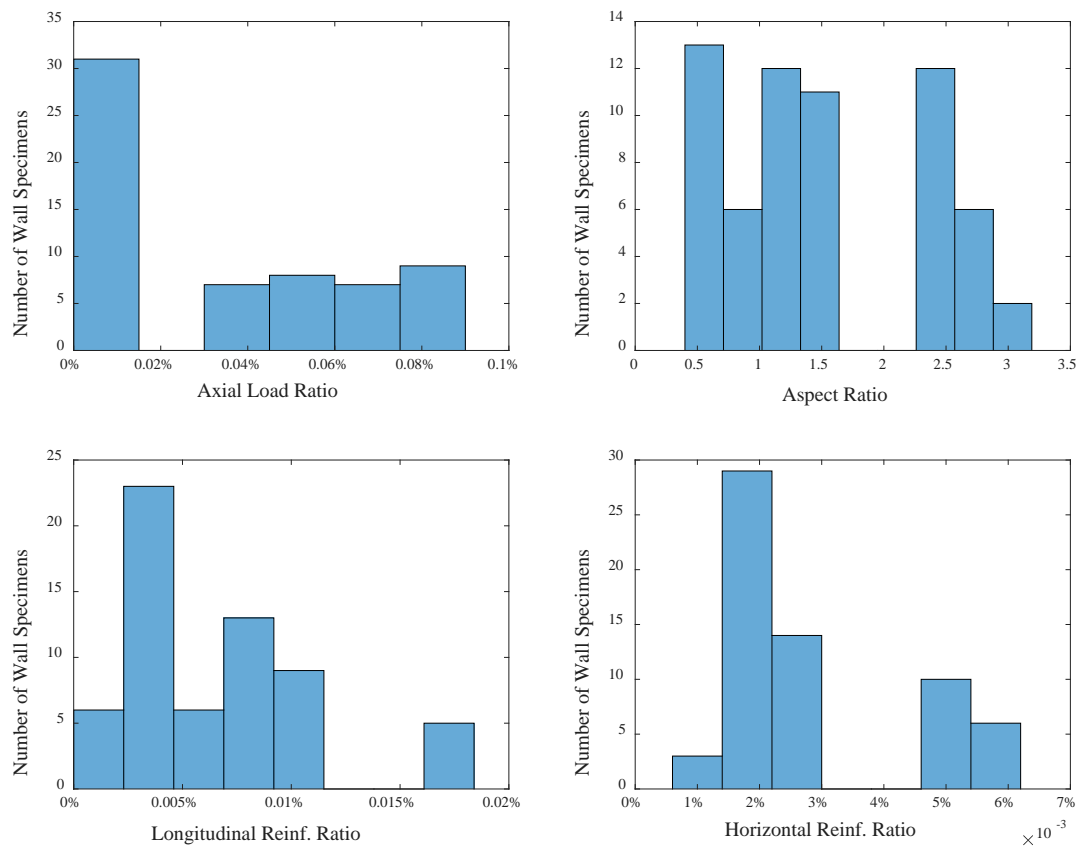 35
30
25
20
15
10
5
0
Number of Wall Specimens
0% 0.02% 0.04% 0.06% 0.08% 0.1%
Axial Load Ratio
14
12
10
8
6
4
2
0
Number of Wall Specimens
0 0.5 1 1.5 2 2.5 3 3.5
Aspect Ratio
25
20
15
10
5
0
Number of Wall Specimens
0% 0.005% 0.01% 0.015% 0.02%
Longitudinal Reinf. Ratio
30
25
20
15
10
5
0
Number of Wall Specimens
0% 1% 2% 3% 4% 5% 6% 7%
Horizontal Reinf. Ratio
×10 -3